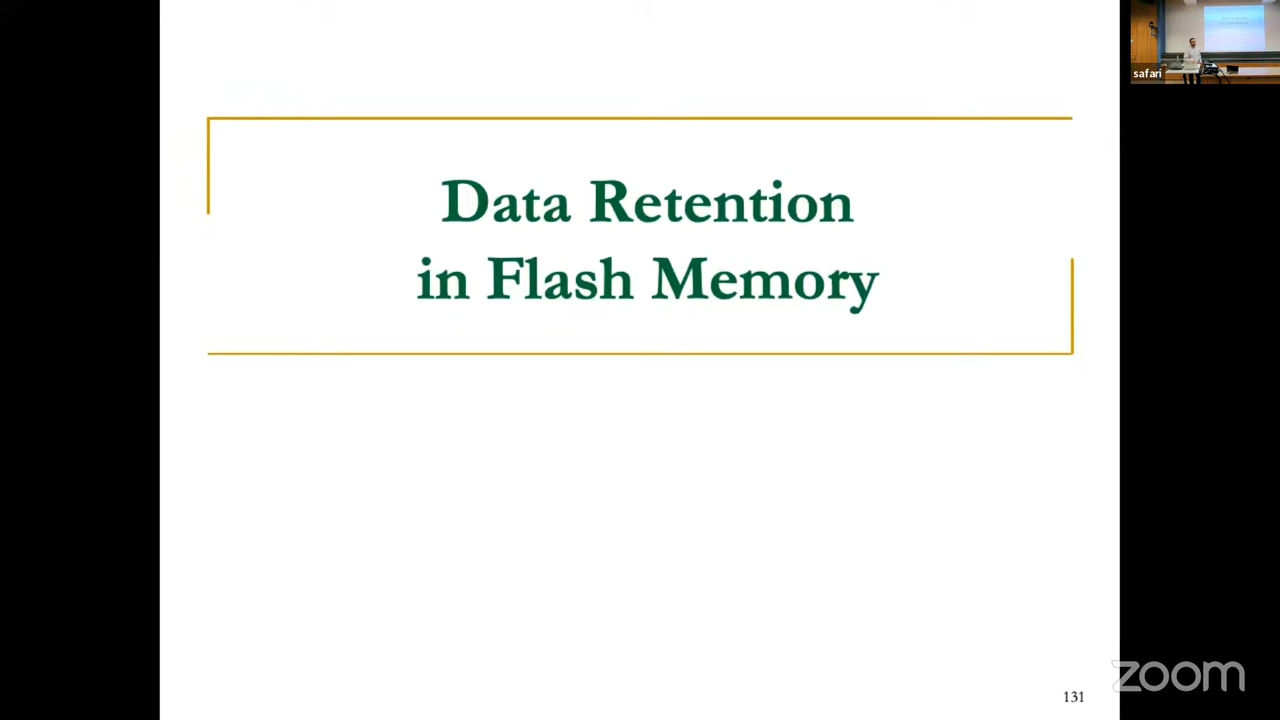 Data Retention
in Flash Memory
safari
131
zoom